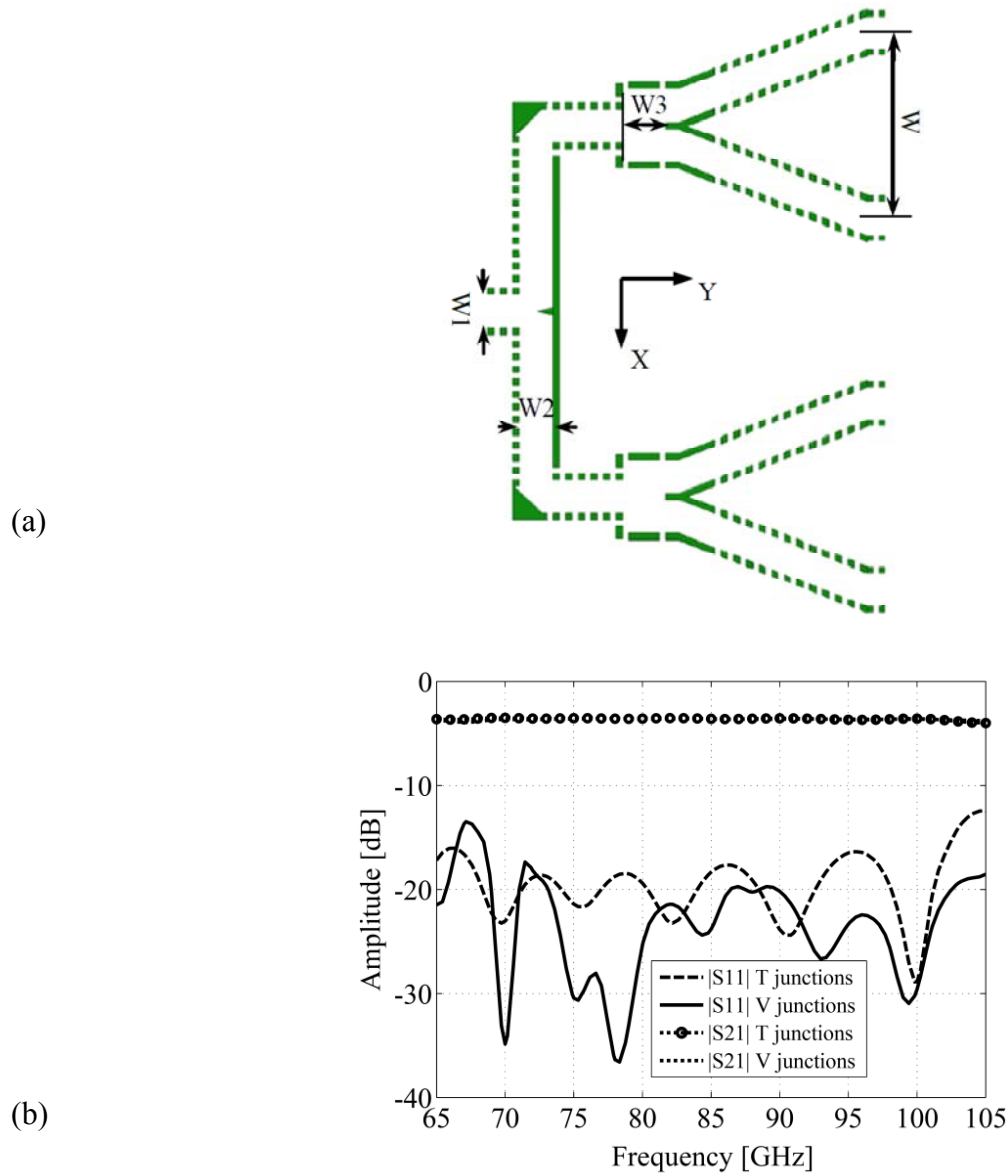 W3
W
W1
Y
X
W2
(a)
0
-10
-20
-30
-40
Amplitude [dB]
|S11| T junctions
|S11| V junctions
|S21| T junctions
|S21| V junctions
65 70 75 80 85 90 95 100 105
Frequency [GHz]
(b)